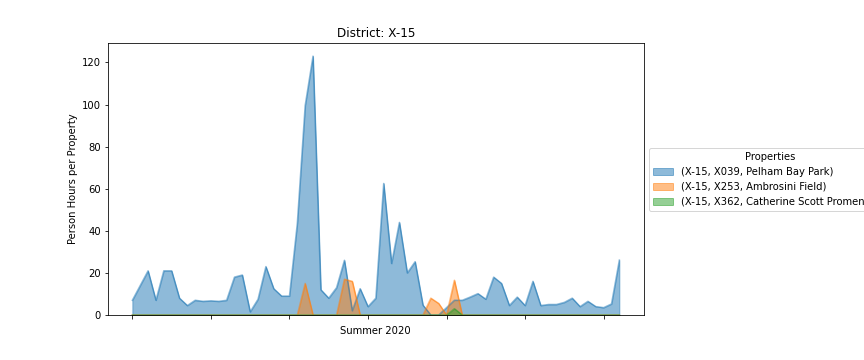 District: X-15
Person Hours per Property
120
100
80
60
40
20
0
Summer 2020
Properties
(X-15, X039, Pelham Bay Park)
(X-15, X253, Ambrosini Field)
(X-15, X362, Catherine Scott Promen